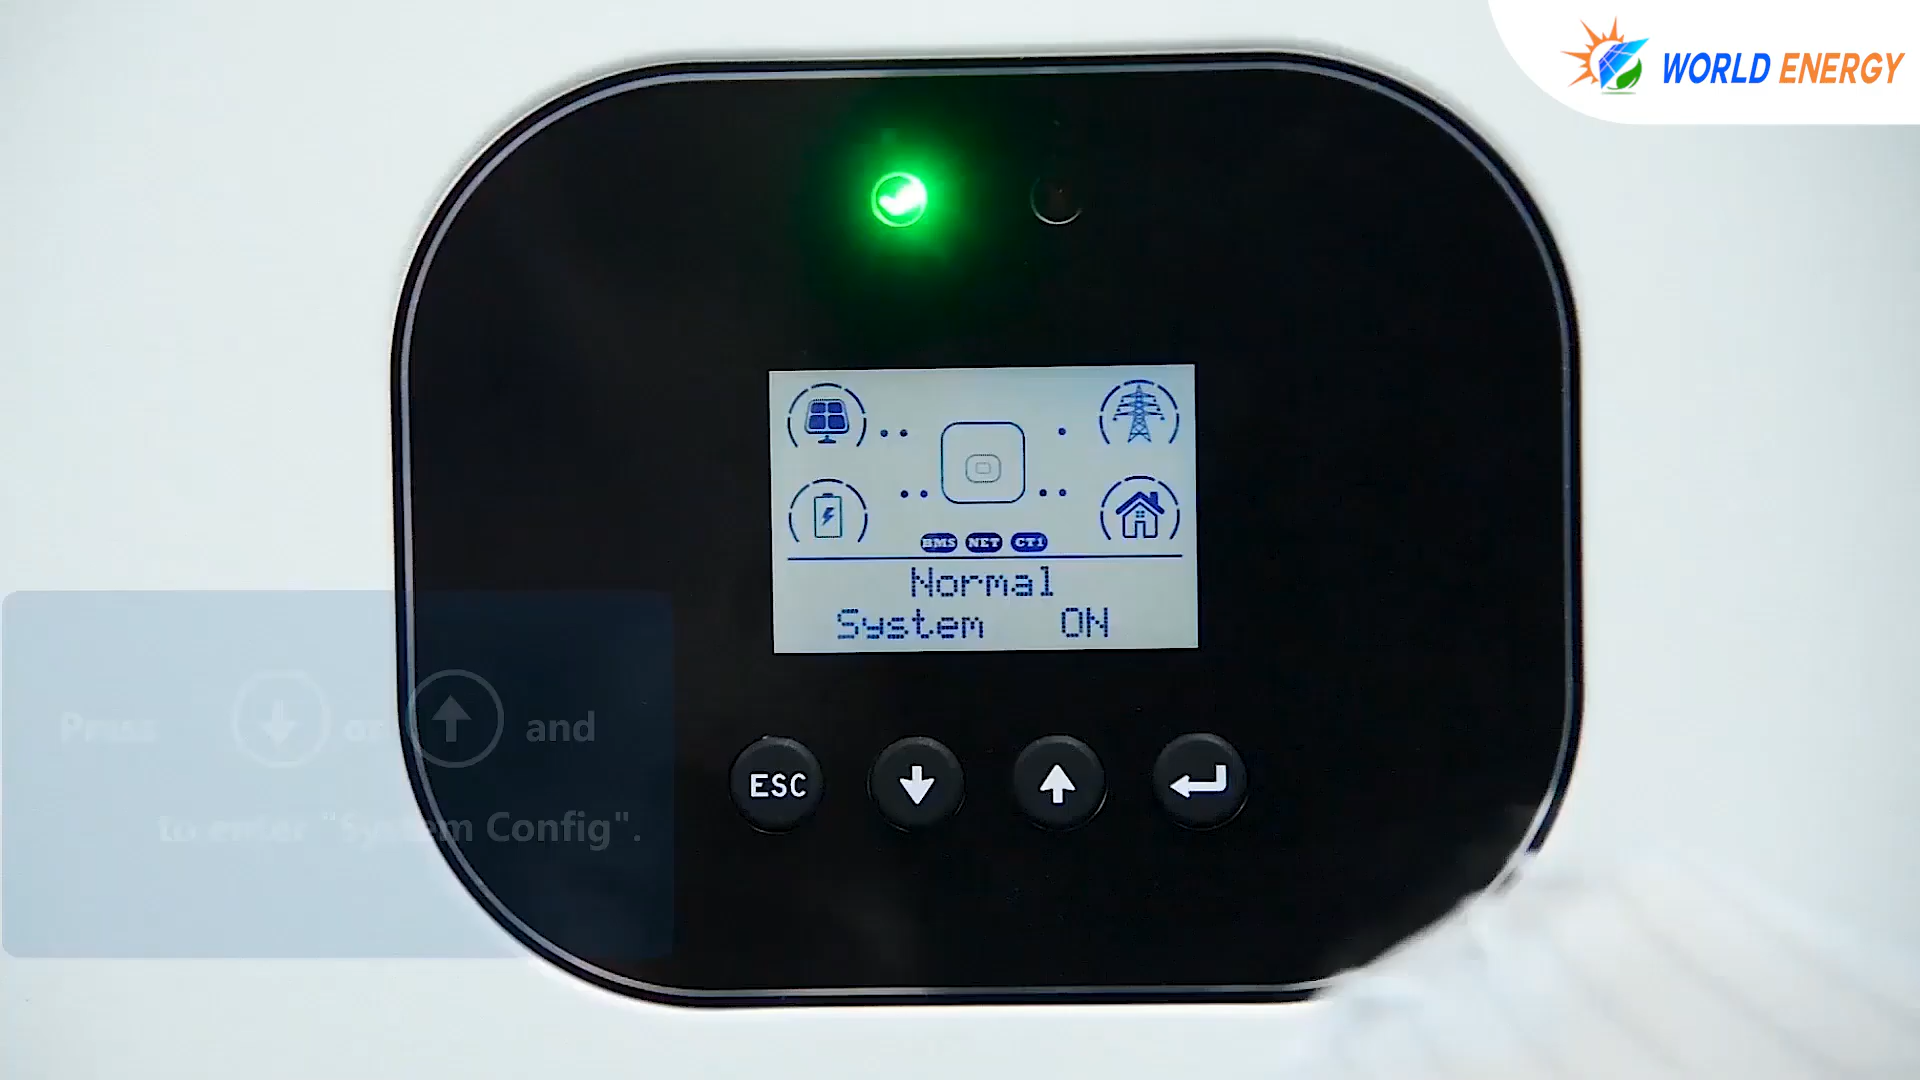 WORLD ENERGY
BMS NET CT1
Normal
System ON
Press or and
to enter "System Config".
ESC